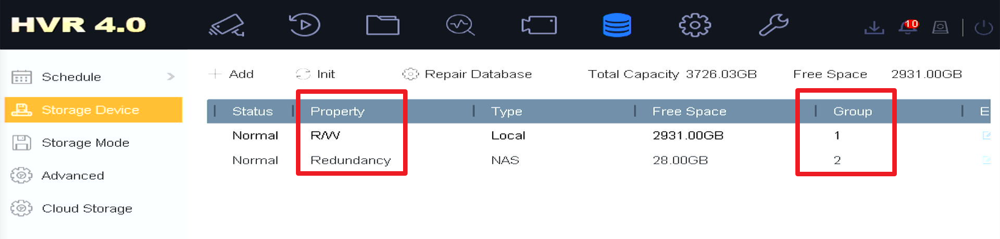 HVR 4.0
10
Schedule
Storage Device
Storage Mode
Advanced
Cloud Storage
Add Init Repair Database Total Capacity 3726.03GB Free Space 2931.00GB
Status Property Type Free Space Group E
Normal R/W Local 2931.00GB 1
Normal Redundancy NAS 28.00GB 2